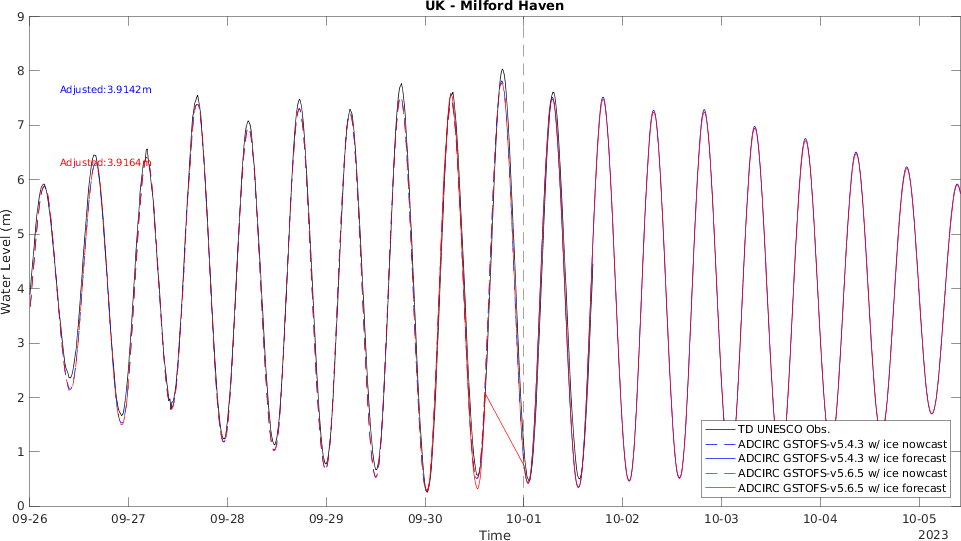 UK - Milford Haven
9
8
7
6
5
4
3
2
1
0
Water Level (m)
Adjusted:3.9142m
Adjusted:3.9164m
TD UNESCO Obs.
ADCIRC GSTOFS-v5.4.3 w/ ice nowcast
ADCIRC GSTOFS-v5.4.3 w/ ice forecast
ADCIRC GSTOFS-v5.6.5 w/ ice nowcast
ADCIRC GSTOFS-v5.6.5 w/ ice forecast
09-26 09-27 09-28 09-29 09-30 10-01 10-02 10-03 10-04 10-05
Time
2023